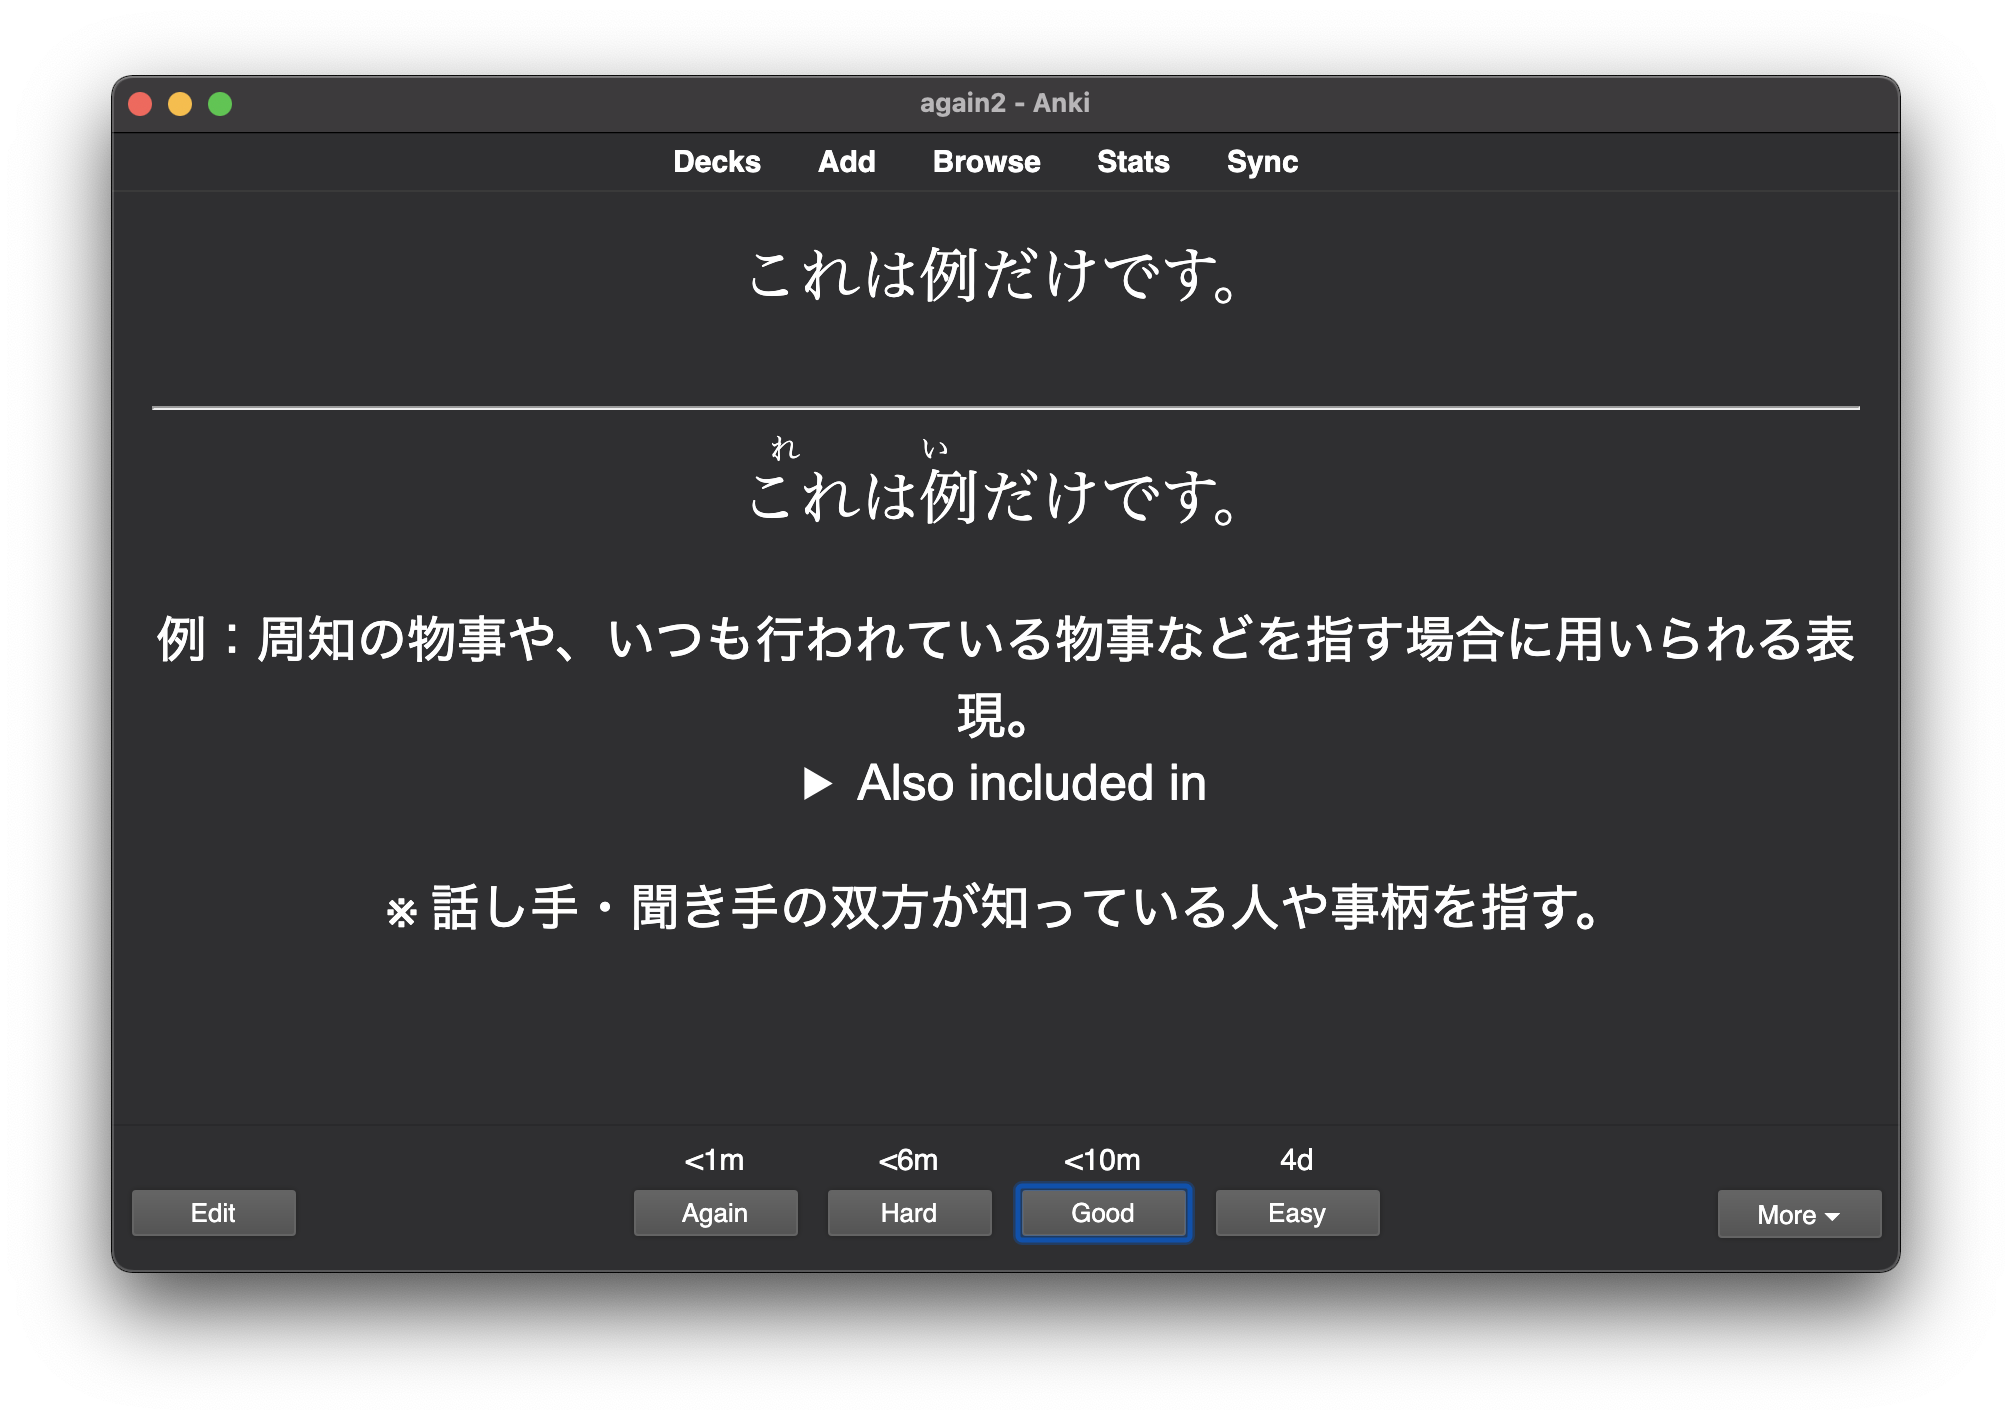 again2 - Anki
Decks Add Browse Stats Sync
これは例だけです。
れ い
これは例だけです。
例：周知の物事や、いつも行われている物事などを指す場合に用いられる表
現。
▶ Also included in
※ 話し手・聞き手の双方が知っている人や事柄を指す。
<1m <6m <10m 4d
Edit Again Hard Good Easy More